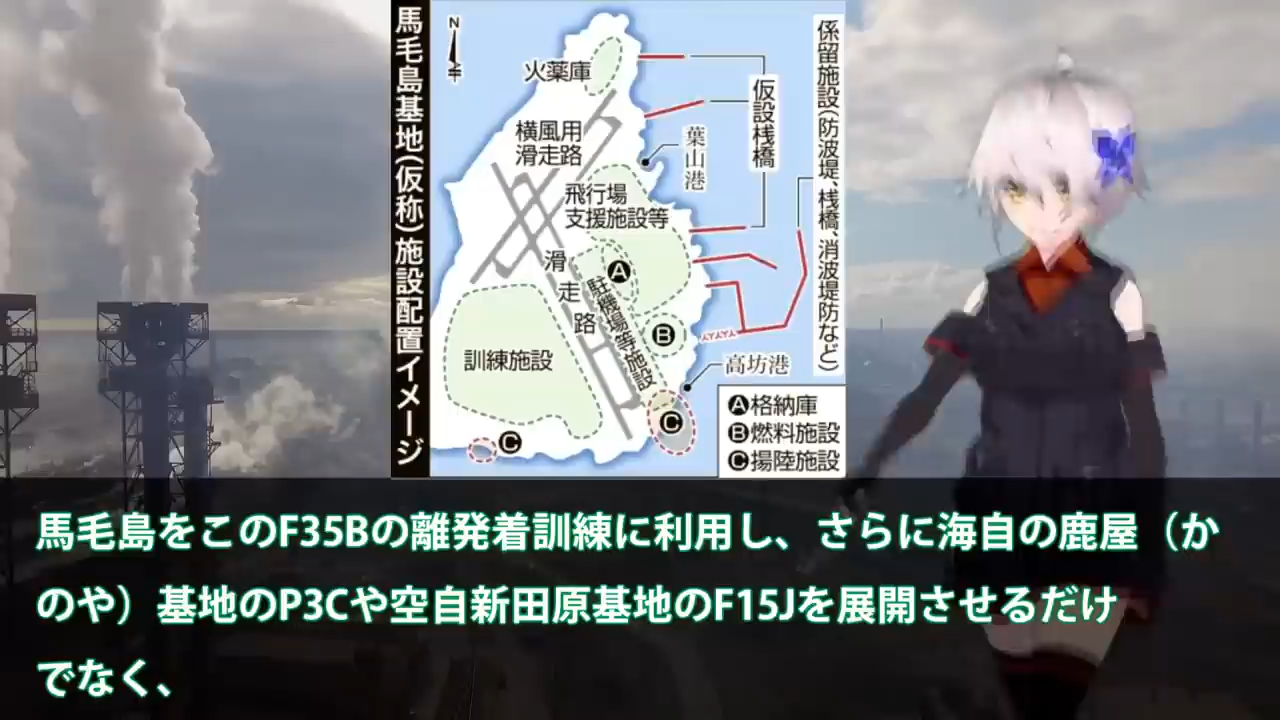 馬毛島基地(仮称)施設配置イメージ
N
火薬庫
横風用
滑走路
飛行場
支援施設等
滑走路
駐機場等施設
訓練施設
葉山港
仮設桟橋
係留施設(防波堤、桟橋、消波堤防など)
高坊港
A
B
C
C
A格納庫
B燃料施設
C揚陸施設
馬毛島をこのF35Bの離発着訓練に利用し、さらに海自の鹿屋（か
のや）基地のP3Cや空自新田原基地のF15Jを展開させるだけ
でなく、